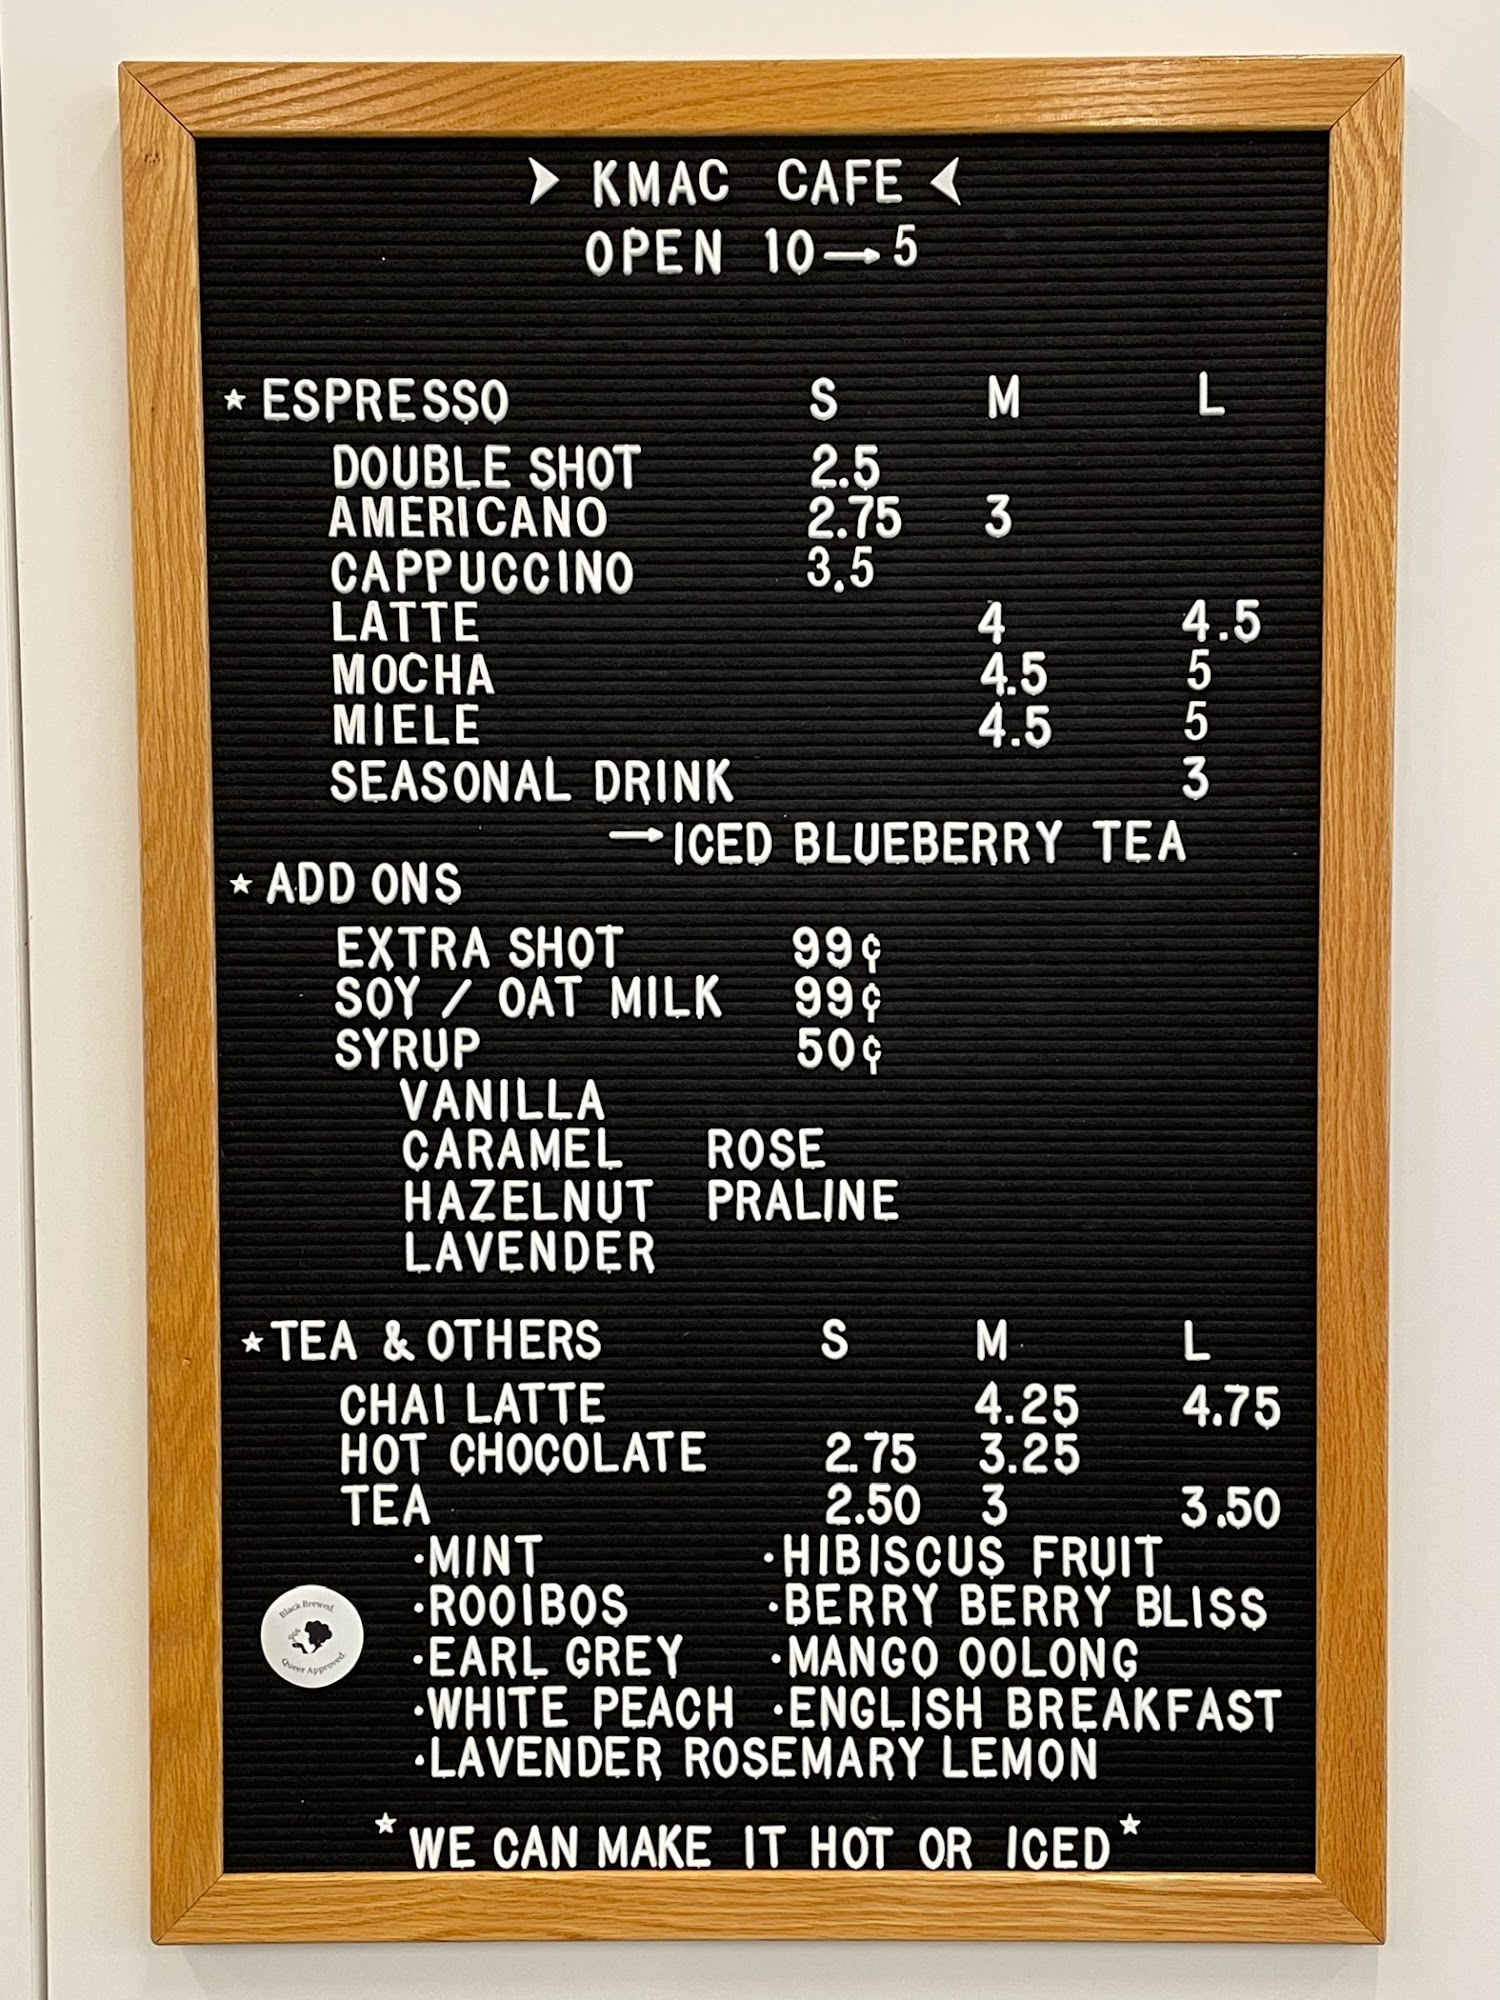 KMAC CAFE
OPEN 10→5
★ ESPRESSO S M L
DOUBLE SHOT 2.5
AMERICANO 2.75 3
CAPPUCCINO 3.5
LATTE 4 4.5
MOCHA 4.5 5
MIELE 4.5 5
SEASONAL DRINK 3
→ICED BLUEBERRY TEA
★ ADD ONS
EXTRA SHOT 99¢
SOY / OAT MILK 99¢
SYRUP 50¢
VANILLA
CARAMEL ROSE
HAZELNUT PRALINE
LAVENDER
★ TEA & OTHERS S M L
CHAI LATTE 4.25 4.75
HOT CHOCOLATE 2.75 3.25
TEA 2.50 3 3.50
·MINT ·HIBISCUS FRUIT
·ROOIBOS ·BERRY BERRY BLISS
·EARL GREY ·MANGO OOLONG
·WHITE PEACH ·ENGLISH BREAKFAST
·LAVENDER ROSEMARY LEMON
Black Brewed.
Queer Approved.
★WE CAN MAKE IT HOT OR ICED★